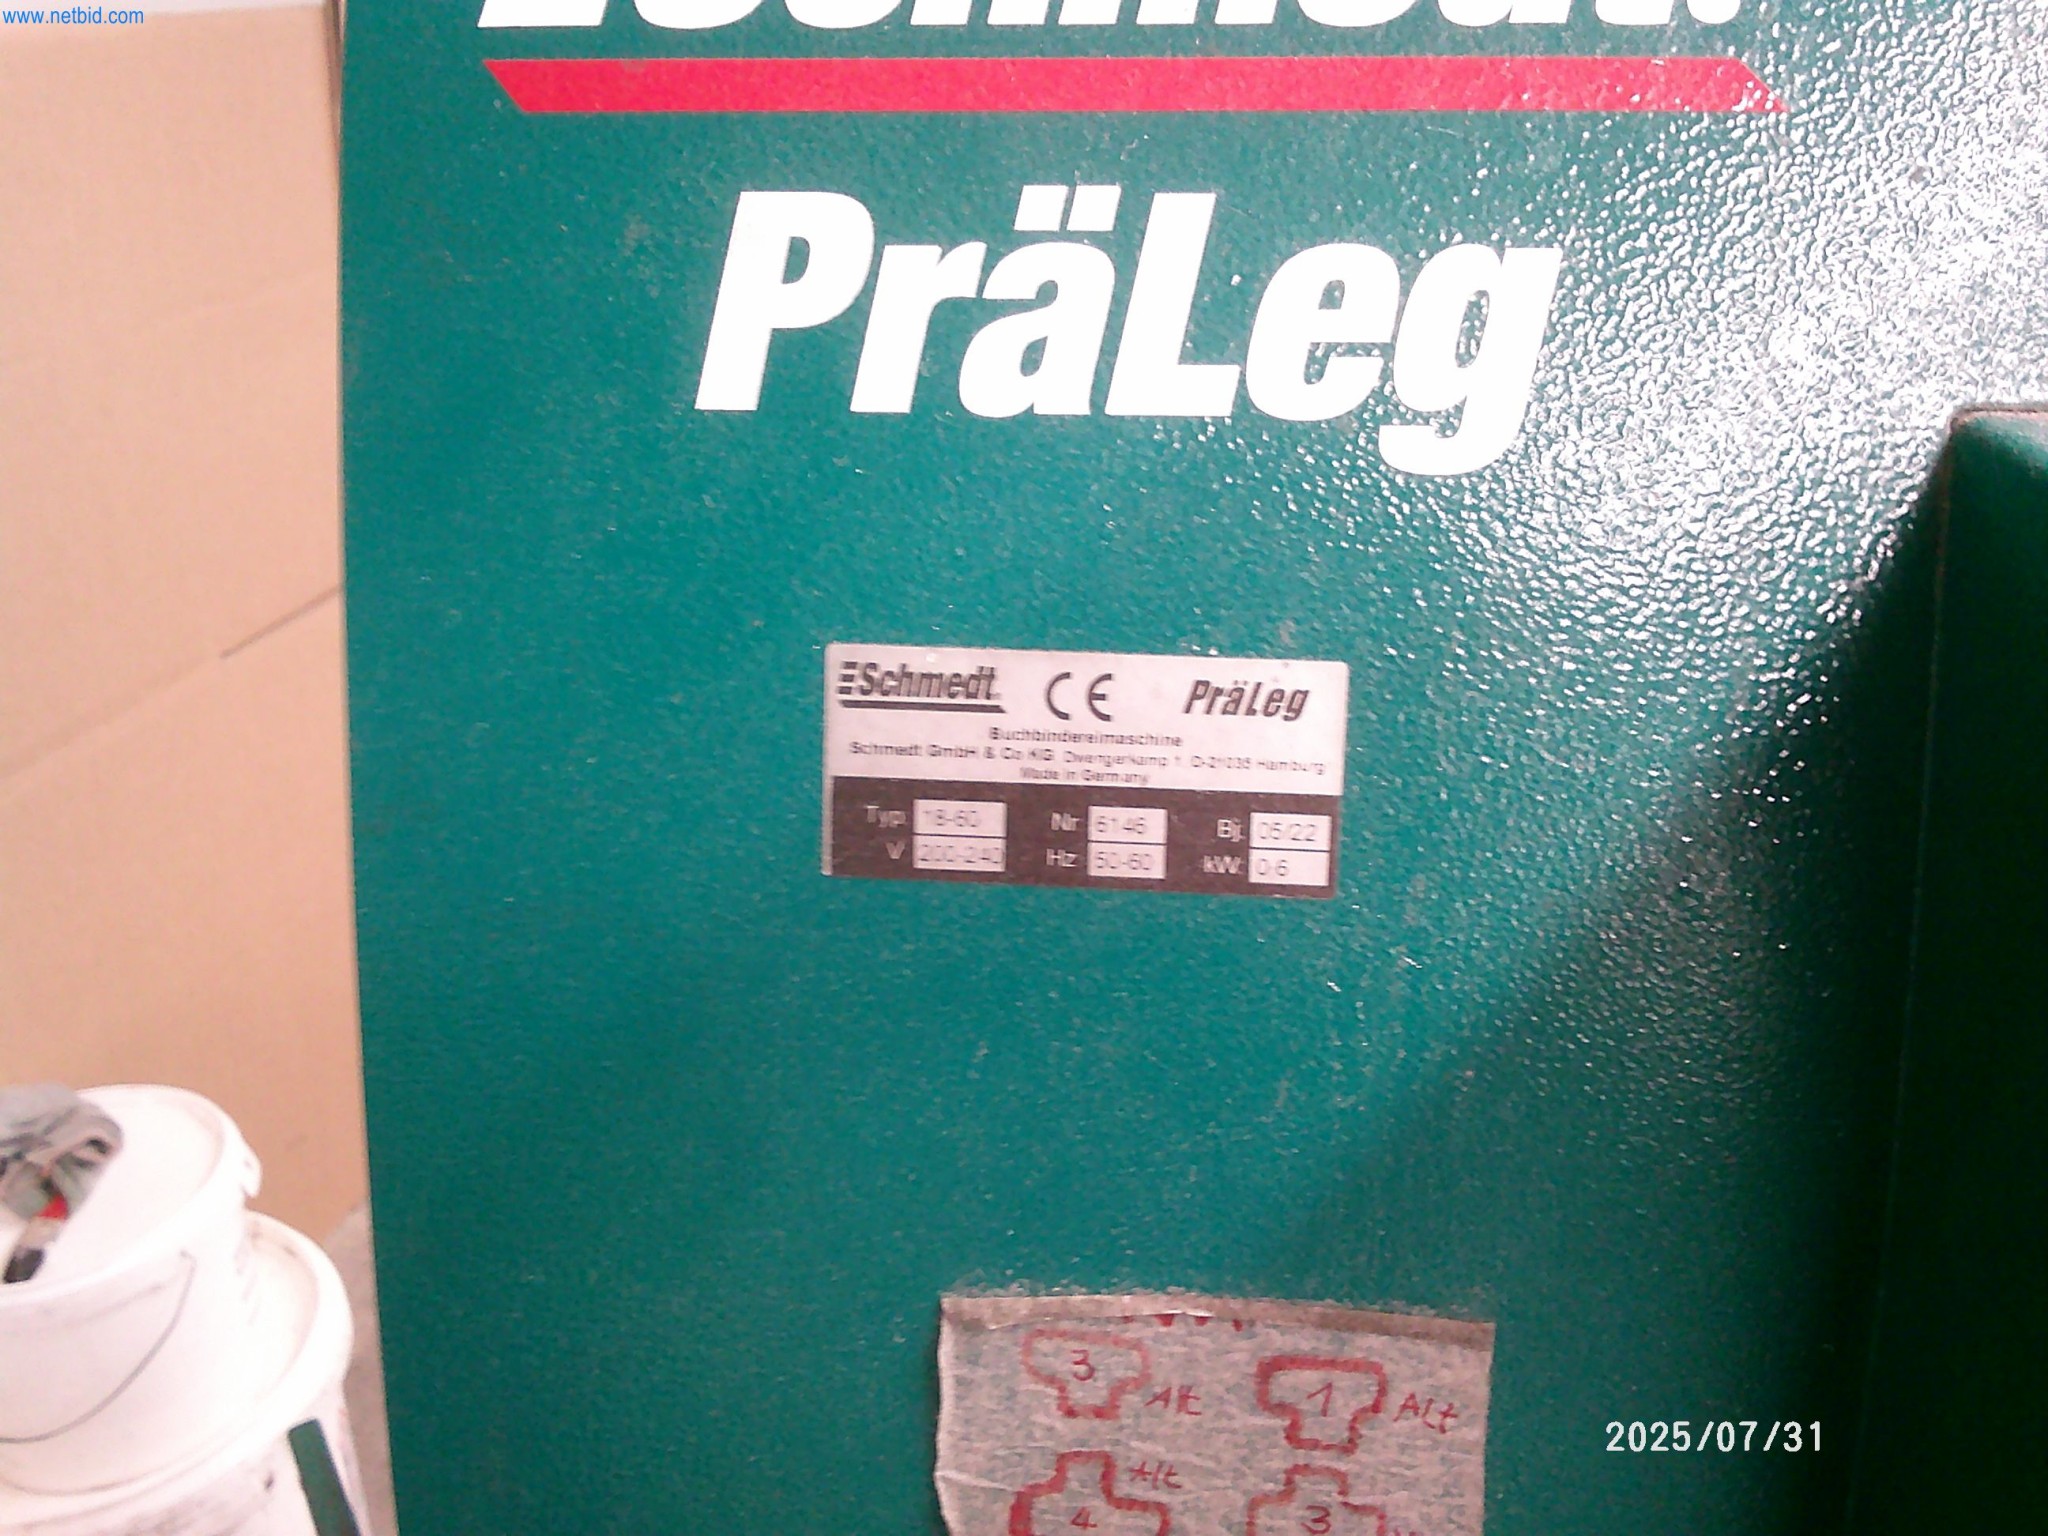 www.netbid.com
Schmedt.
PräLeg
Schmedt CE PräLeg
Buchbindereimaschine
Schmedt GmbH & Co KG, Dwengerkamp 1, D-21035 Hamburg
Made in Germany
Typ. 18-60 Nr 6146 Bj. 05/22
V 200-240 Hz 50-60 kW. 0.6
3 Alt 1 ALt
4 Alt 3
2025/07/31